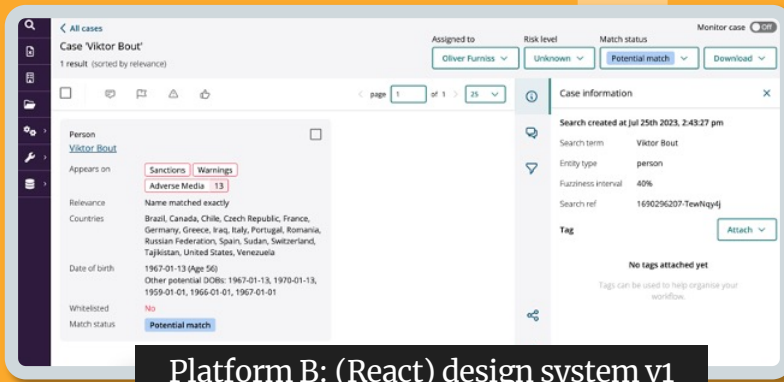 All cases
Case 'Viktor Bout'
1 result (sorted by relevance)
Monitor case OFF
Assigned to
Oliver Furniss
Risk level
Unknown
Match status
Potential match
Download
page 1 of 1
25
Person
Viktor Bout
Appears on
Sanctions Warnings
Adverse Media 13
Relevance Name matched exactly
Countries Brazil, Canada, Chile, Czech Republic, France,
Germany, Greece, Iraq, Italy, Portugal, Romania,
Russian Federation, Spain, Sudan, Switzerland,
Tajikistan, United States, Venezuela
Date of birth 1967-01-13 (Age 56)
Other potential DOBs: 1967-01-13, 1970-01-13,
1959-01-01, 1966-01-01, 1967-01-01
Whitelisted No
Match status Potential match
Case information
Search created at Jul 25th 2023, 2:43:27 pm
Search term Viktor Bout
Entity type person
Fuzziness interval 40%
Search ref 1690296207-TewNqy4j
Tag Attach
No tags attached yet
Tags can be used to help organise your
workflow.
Platform B: (React) design system v1